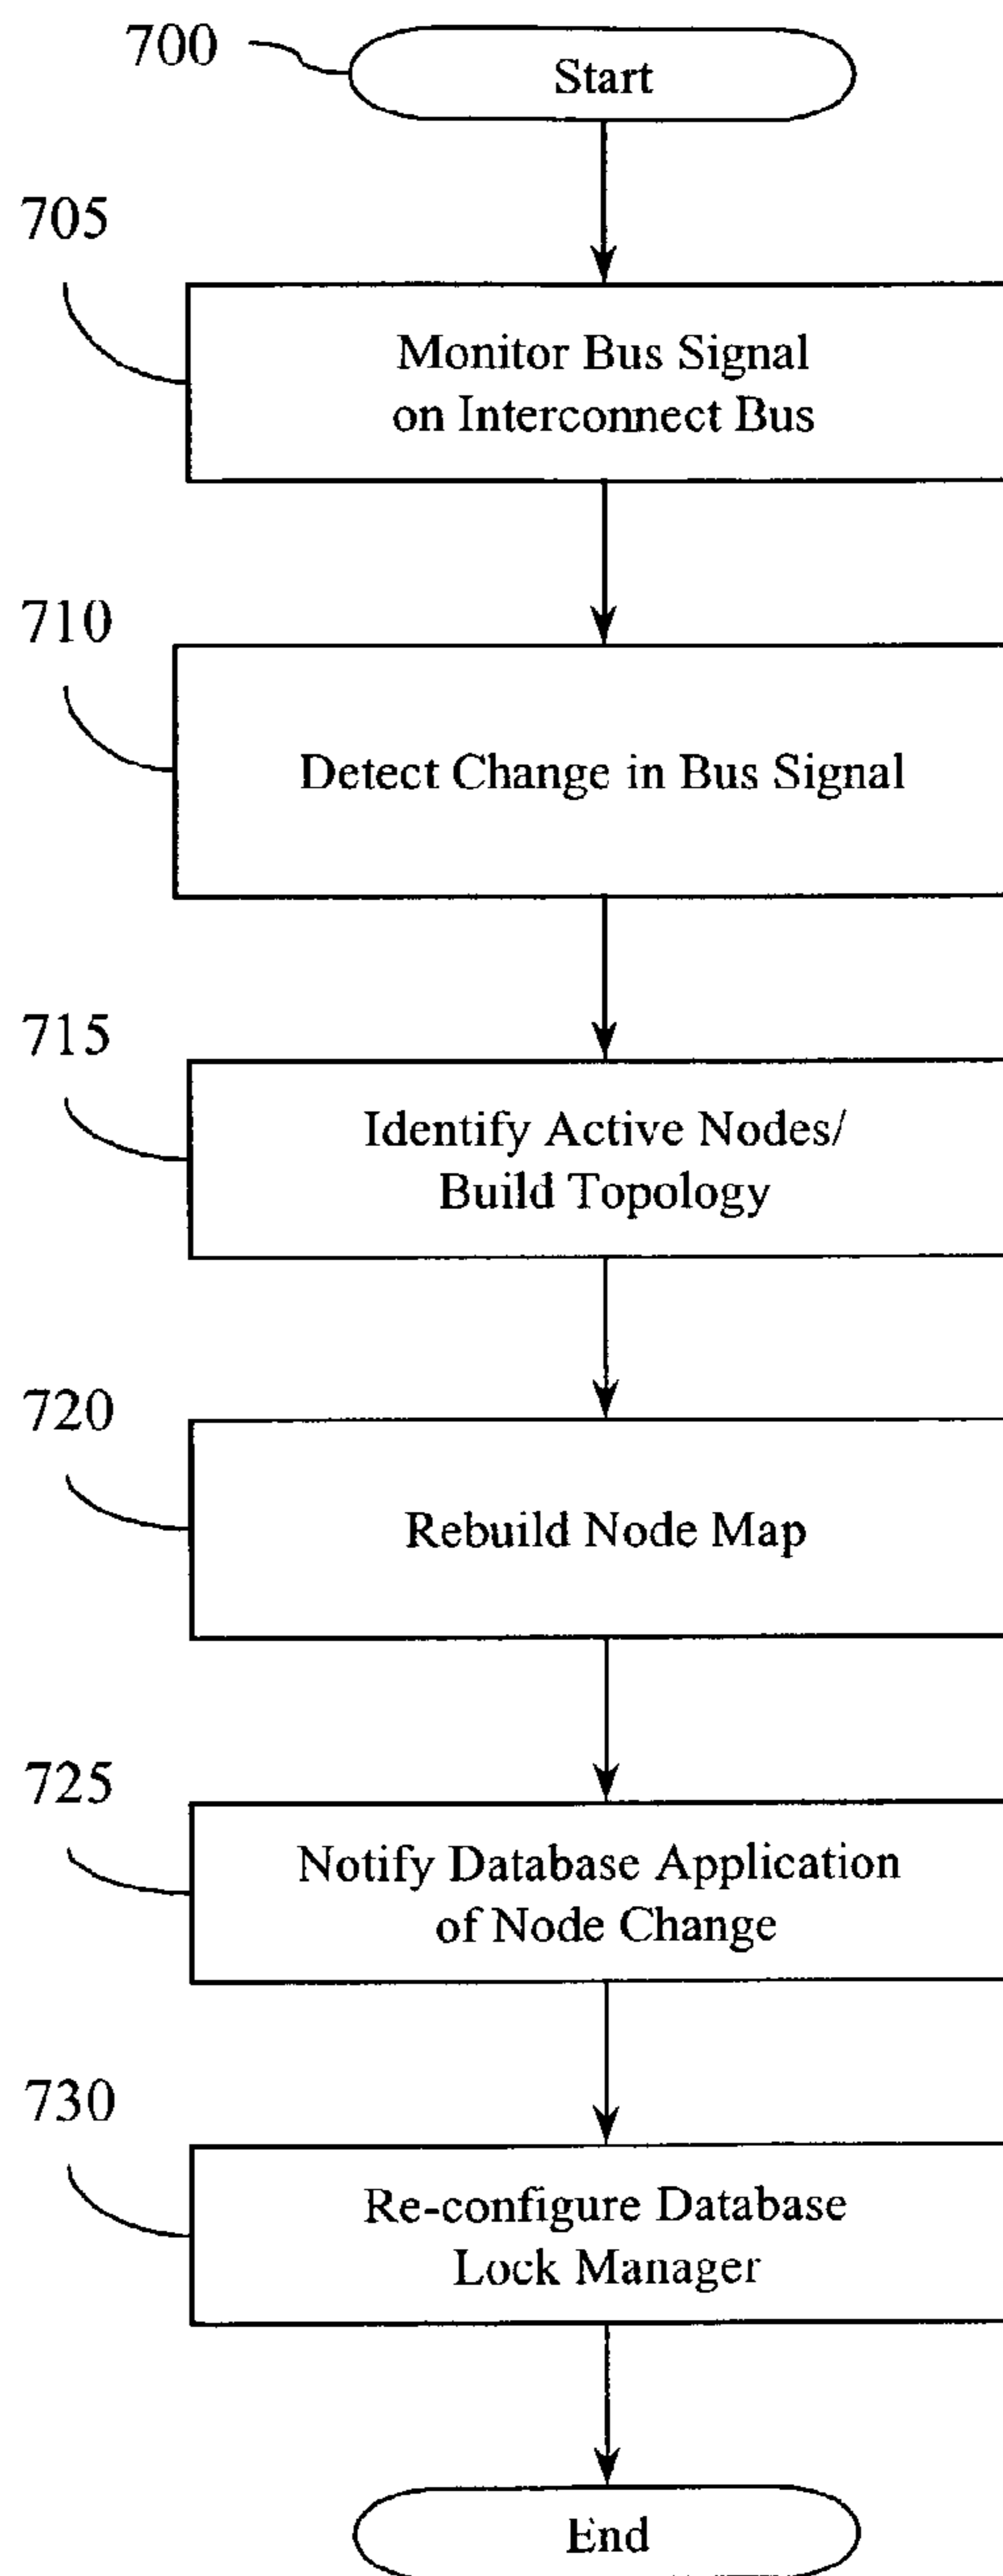 700
Start
705
Monitor Bus Signal
on Interconnect Bus
710
Detect Change in Bus Signal
715
Identify Active Nodes/
Build Topology
720
Rebuild Node Map
725
Notify Database Application
of Node Change
730
Re-configure Database
Lock Manager
End